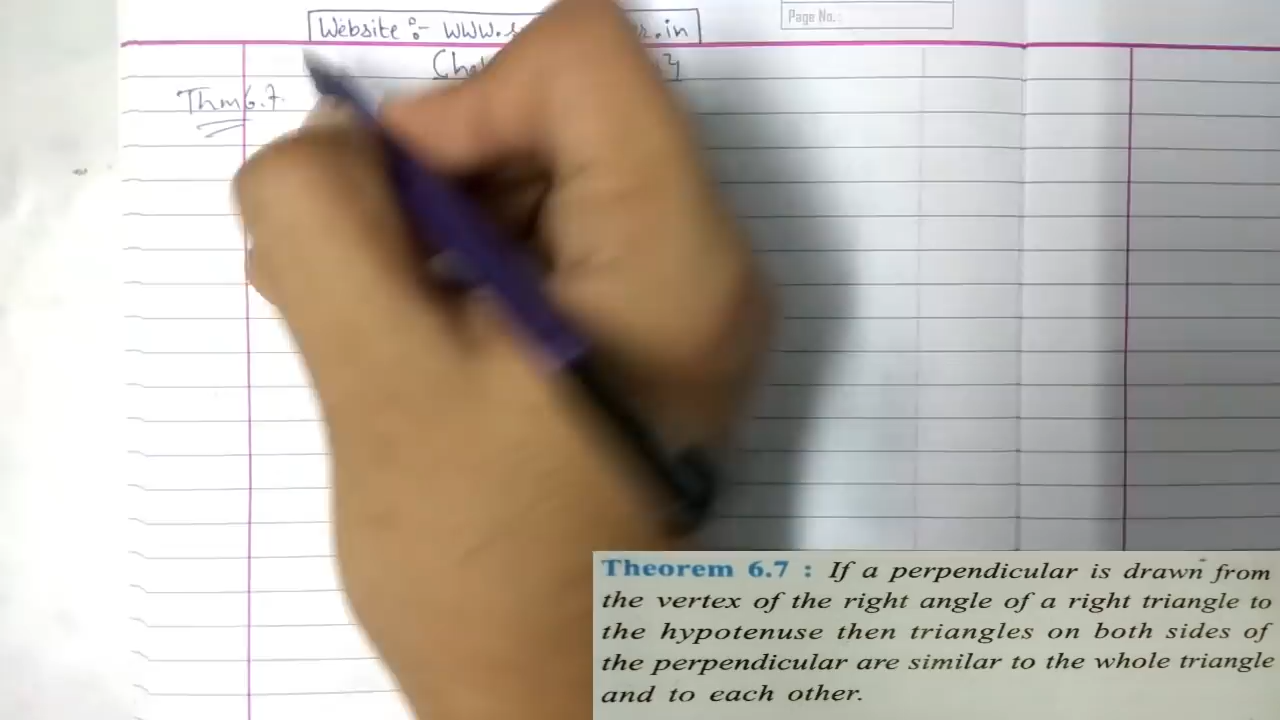 Website :- www.
.in
Page No. :
Thm 6.7.
Theorem 6.7 : If a perpendicular is drawn from
the vertex of the right angle of a right triangle to
the hypotenuse then triangles on both sides of
the perpendicular are similar to the whole triangle
and to each other.